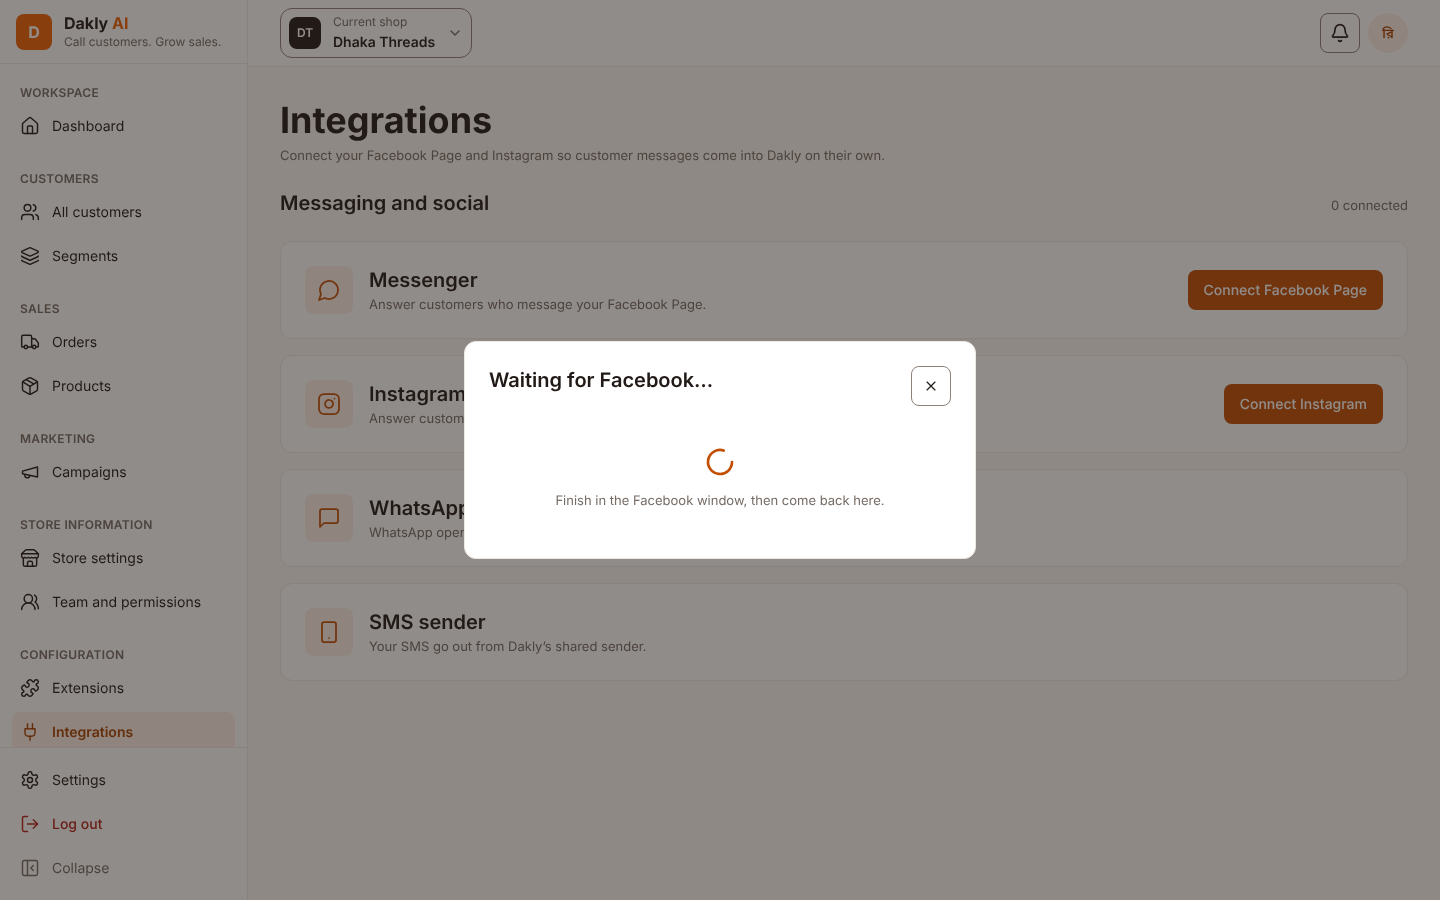 D
Dakly AI
Call customers. Grow sales.
DT
Current shop
Dhaka Threads
রি
WORKSPACE
Dashboard
CUSTOMERS
All customers
Segments
SALES
Orders
Products
MARKETING
Campaigns
STORE INFORMATION
Store settings
Team and permissions
CONFIGURATION
Extensions
Integrations
Settings
Log out
Collapse
Integrations
Connect your Facebook Page and Instagram so customer messages come into Dakly on their own.
Messaging and social
0 connected
Messenger
Answer customers who message your Facebook Page.
Connect Facebook Page
Instagram
Answer custom
Connect Instagram
WhatsApp
WhatsApp oper
SMS sender
Your SMS go out from Dakly’s shared sender.
Waiting for Facebook...
Finish in the Facebook window, then come back here.